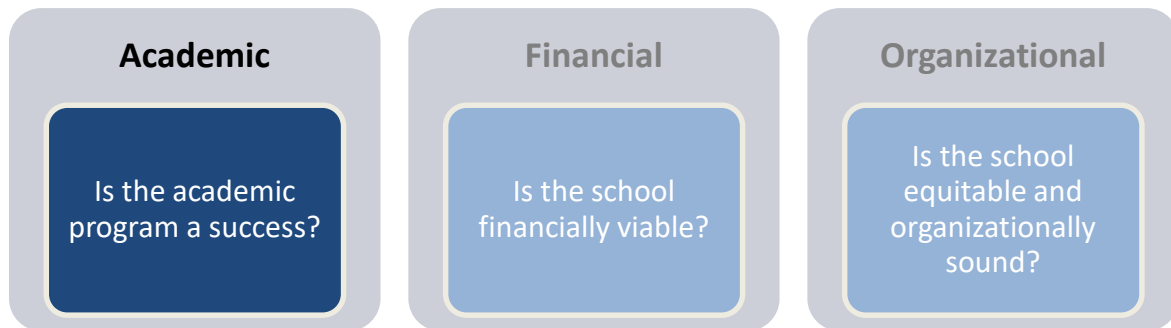 Academic
Is the academic
program a success?
Financial
Is the school
financially viable?
Organizational
Is the school
equitable and
organizationally
sound?